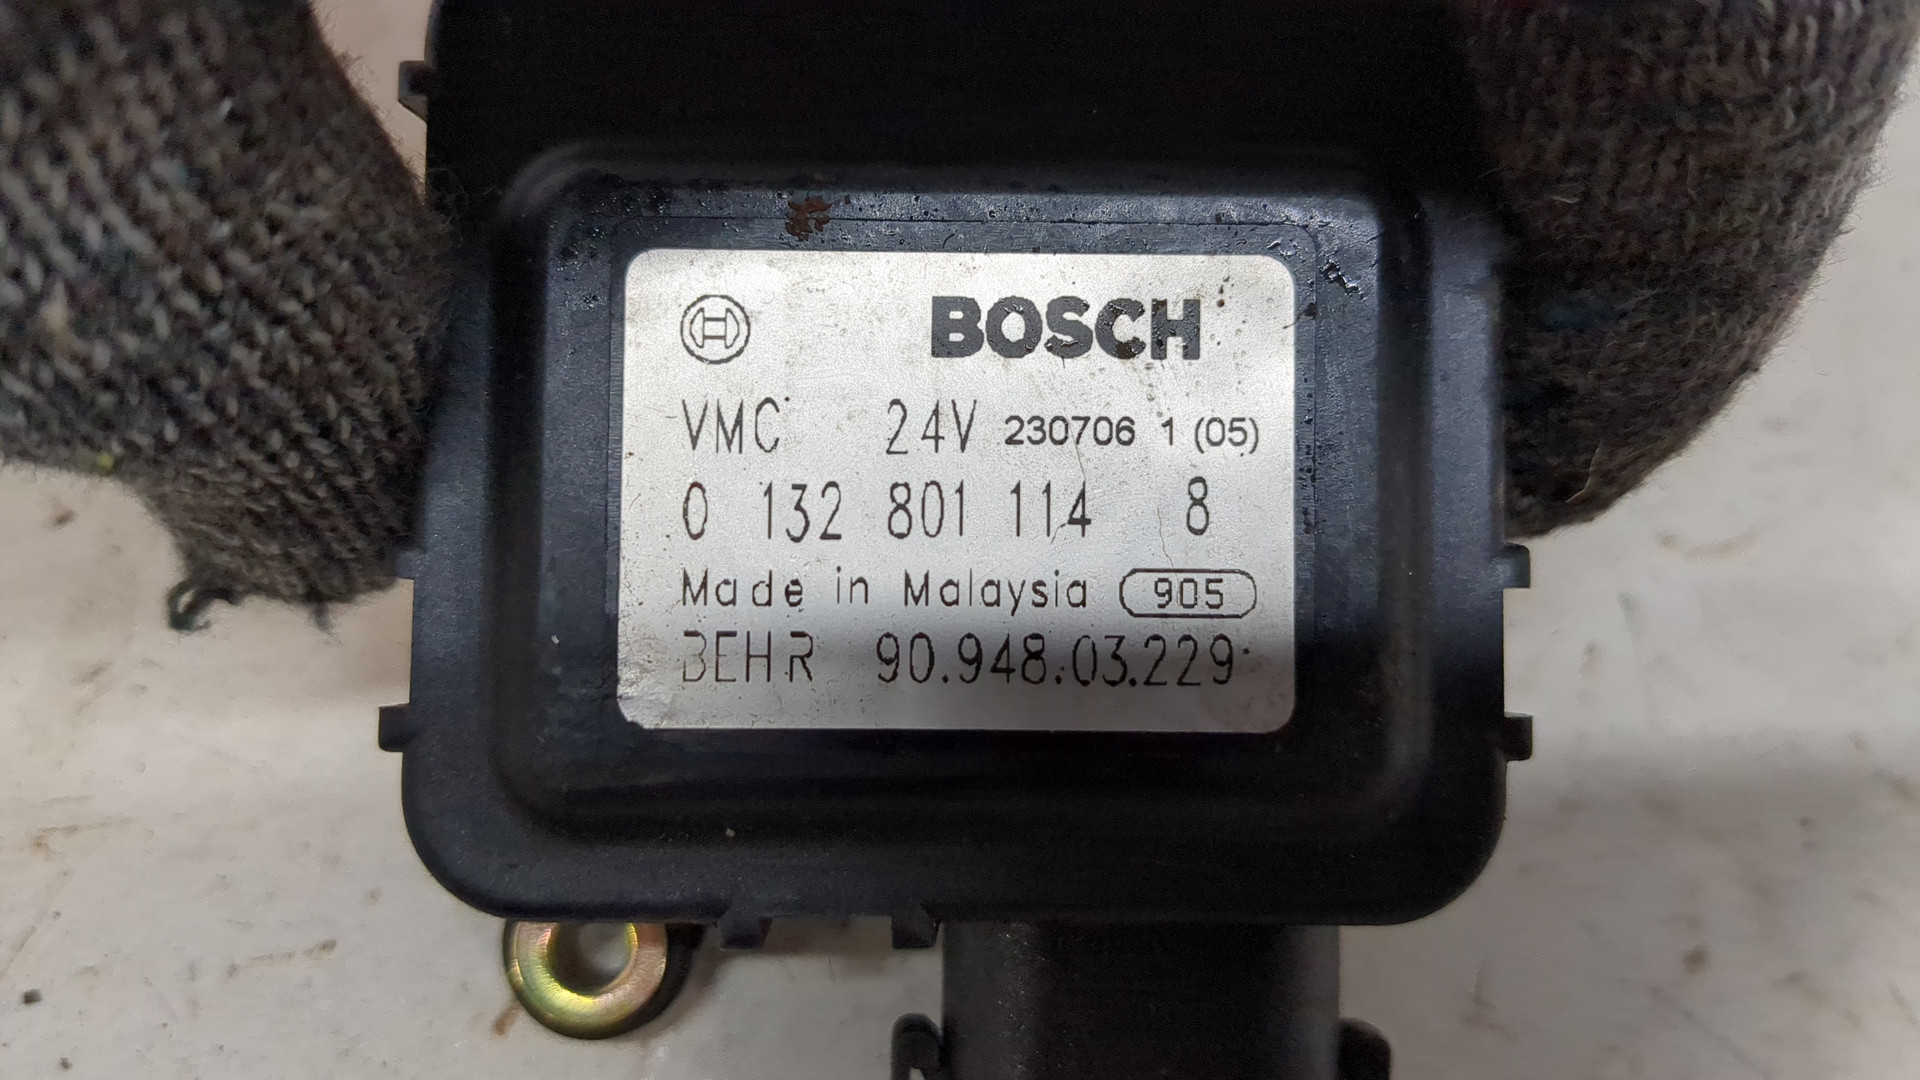 BOSCH
VMC 24V 230706 1 (05)
0 132 801 114 8
Made in Malaysia 905
BEHR 90.948.03.229